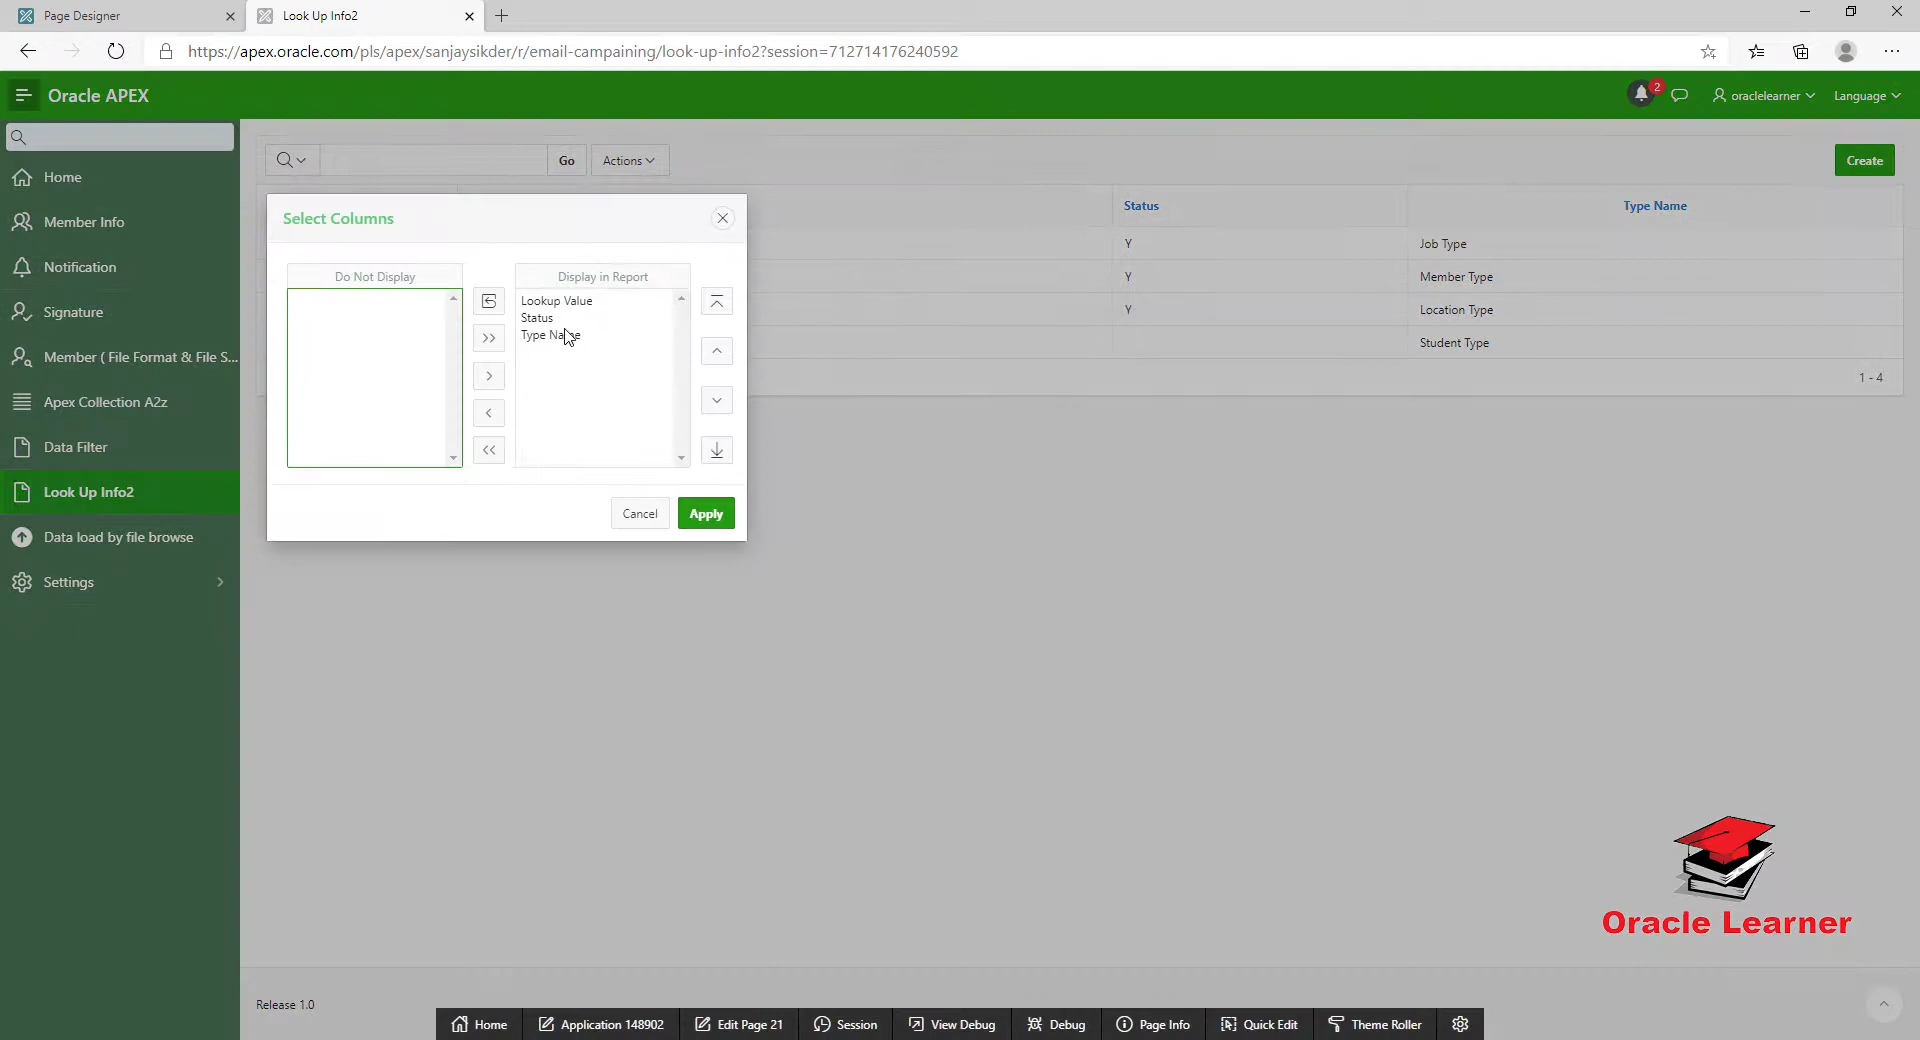 Page Designer
Look Up Info2
https://apex.oracle.com/pls/apex/sanjaysikder/r/email-campaining/look-up-info2?session=712714176240592
Oracle APEX
2
oraclelearner
Language
Home
Member Info
Notification
Signature
Member ( File Format & File S...
Apex Collection A2z
Data Filter
Look Up Info2
Data load by file browse
Settings
Go
Actions
Create
Status
Type Name
Y
Job Type
Y
Member Type
Y
Location Type
Student Type
1 - 4
Select Columns
Do Not Display
Display in Report
Lookup Value
Status
Type Name
Cancel
Apply
Oracle Learner
Release 1.0
Home
Application 148902
Edit Page 21
Session
View Debug
Debug
Page Info
Quick Edit
Theme Roller